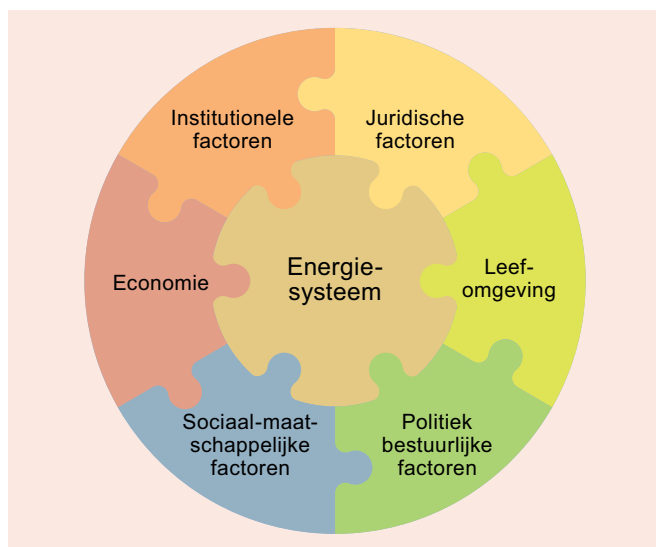 Institutionele
factoren
Juridische
factoren
Energie-
systeem
Economie
Leef-
omgeving
Sociaal-maat-
schappelijke
factoren
Politiek
bestuurlijke
factoren